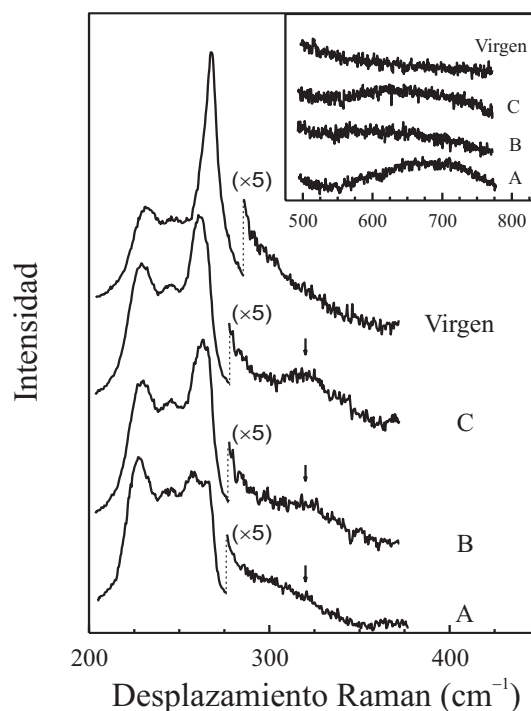 Virgen
C
B
A
500 600 700 800
(×5)
(×5)
Virgen
(×5)
C
(×5)
B
A
Intensidad
200 300 400
Desplazamiento Raman (cm⁻¹)